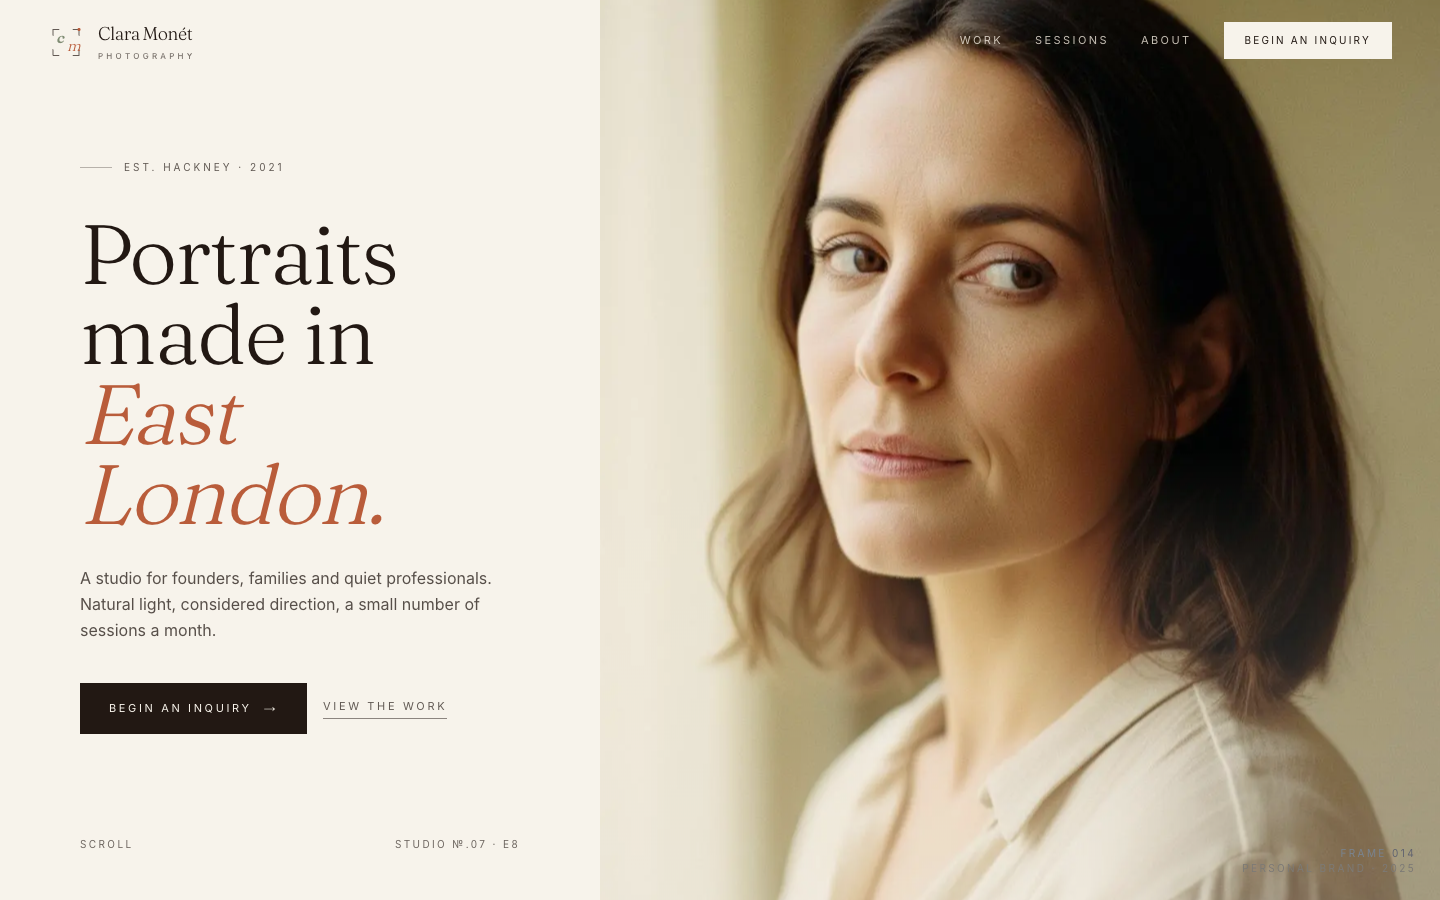 c m
Clara Monét
PHOTOGRAPHY
WORK SESSIONS ABOUT BEGIN AN INQUIRY
EST. HACKNEY · 2021
Portraits
made in
East
London.
A studio for founders, families and quiet professionals.
Natural light, considered direction, a small number of
sessions a month.
BEGIN AN INQUIRY →
VIEW THE WORK
SCROLL
STUDIO №.07 · E8
FRAME 014
BRAND 2025